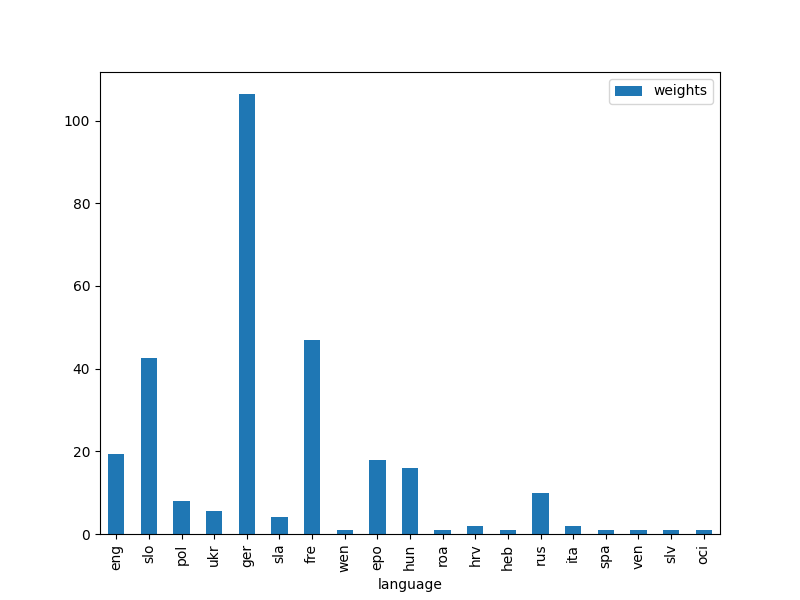 weights
100
80
60
40
20
0
eng slo pol ukr ger sla fre wen epo hun roa hrv heb rus ita spa ven slv oci
language